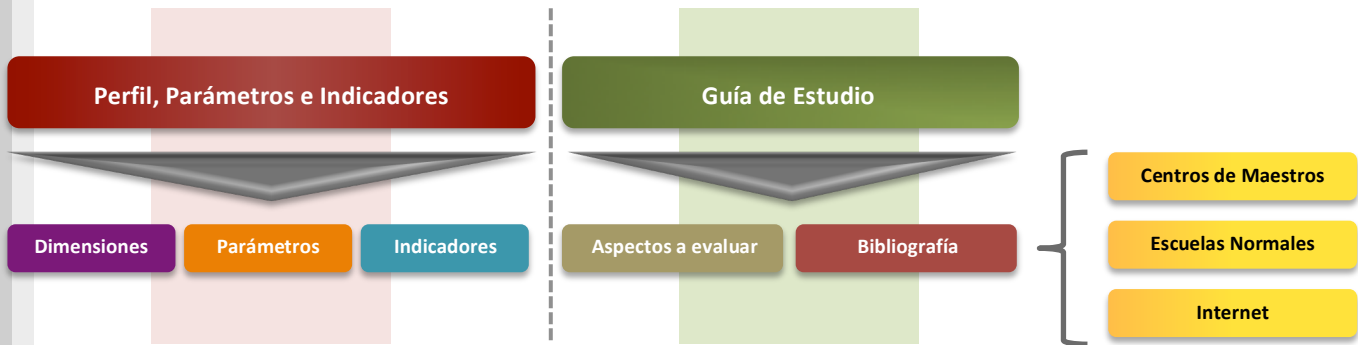 Perfil, Parámetros e Indicadores
Guía de Estudio
Dimensiones
Parámetros
Indicadores
Aspectos a evaluar
Bibliografía
Centros de Maestros
Escuelas Normales
Internet